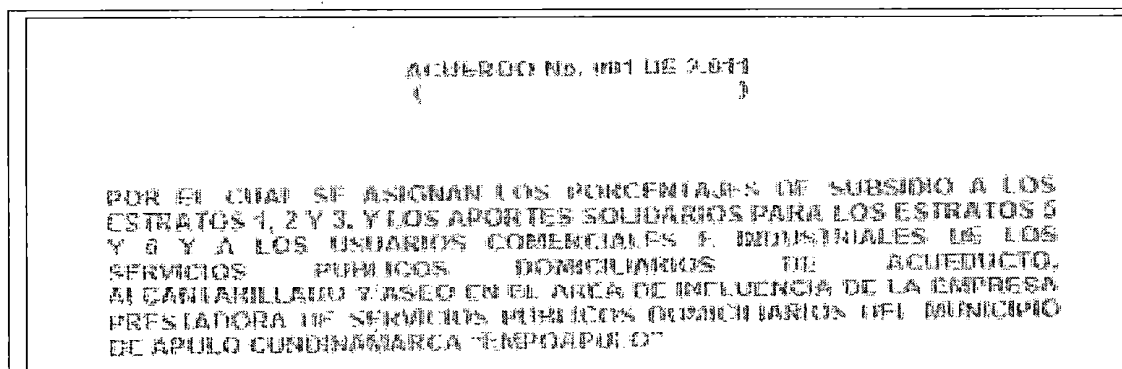 ACUERDO No. 001 DE 2.011
( )
POR EL CUAL SE ASIGNAN LOS PORCENTAJES DE SUBSIDIO A LOS
ESTRATOS 1, 2 Y 3. Y LOS APORTES SOLIDARIOS PARA LOS ESTRATOS 5
Y 6 Y A LOS USUARIOS COMERCIALES E INDUSTRIALES DE LOS
SERVICIOS PUBLICOS DOMICILIARIOS DE ACUEDUCTO,
ALCANTARILLADO Y ASEO EN EL AREA DE INFLUENCIA DE LA EMPRESA
PRESTADORA DE SERVICIOS PUBLICOS DOMICILIARIOS DEL MUNICIPIO
DE APULO CUNDINAMARCA "EMPOAPULO"